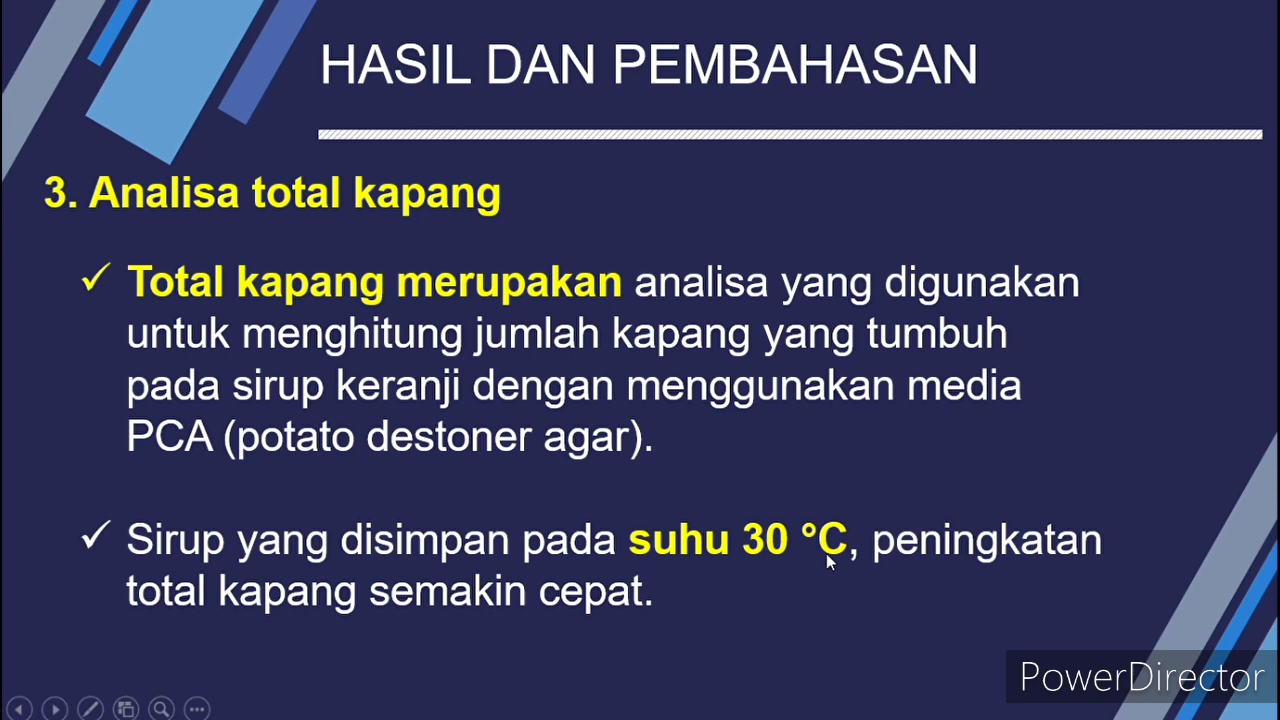 HASIL DAN PEMBAHASAN
3. Analisa total kapang
✓ Total kapang merupakan analisa yang digunakan
untuk menghitung jumlah kapang yang tumbuh
pada sirup keranji dengan menggunakan media
PCA (potato destoner agar).
✓ Sirup yang disimpan pada suhu 30 °C, peningkatan
total kapang semakin cepat.
PowerDirector